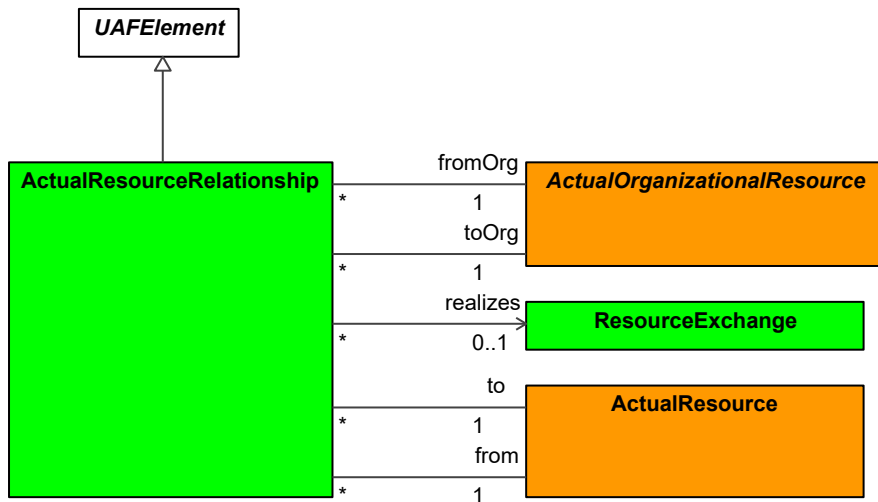 UAFElement
ActualResourceRelationship
fromOrg
ActualOrganizationalResource
* 1
toOrg
* 1
realizes
ResourceExchange
* 0..1
to
ActualResource
* 1
from
* 1